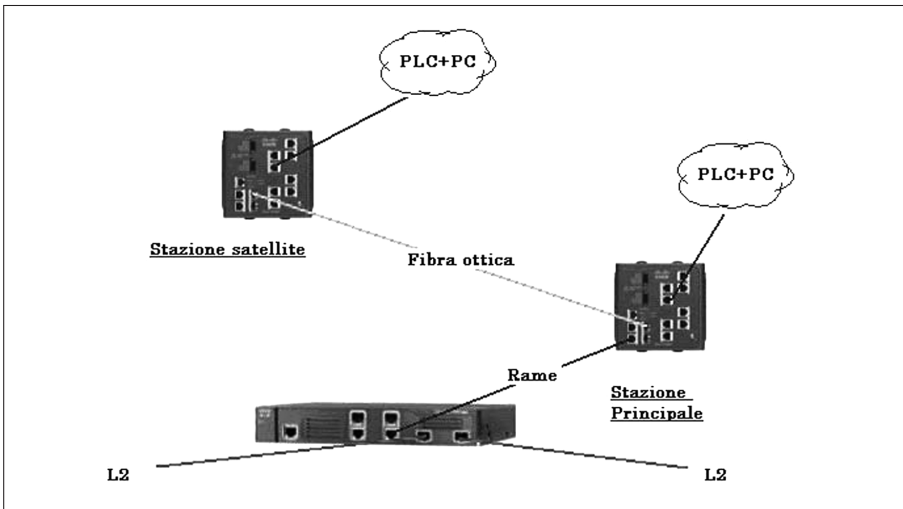 PLC+PC
PLC+PC
Stazione satellite
Fibra ottica
Rame
Stazione
Principale
L2
L2